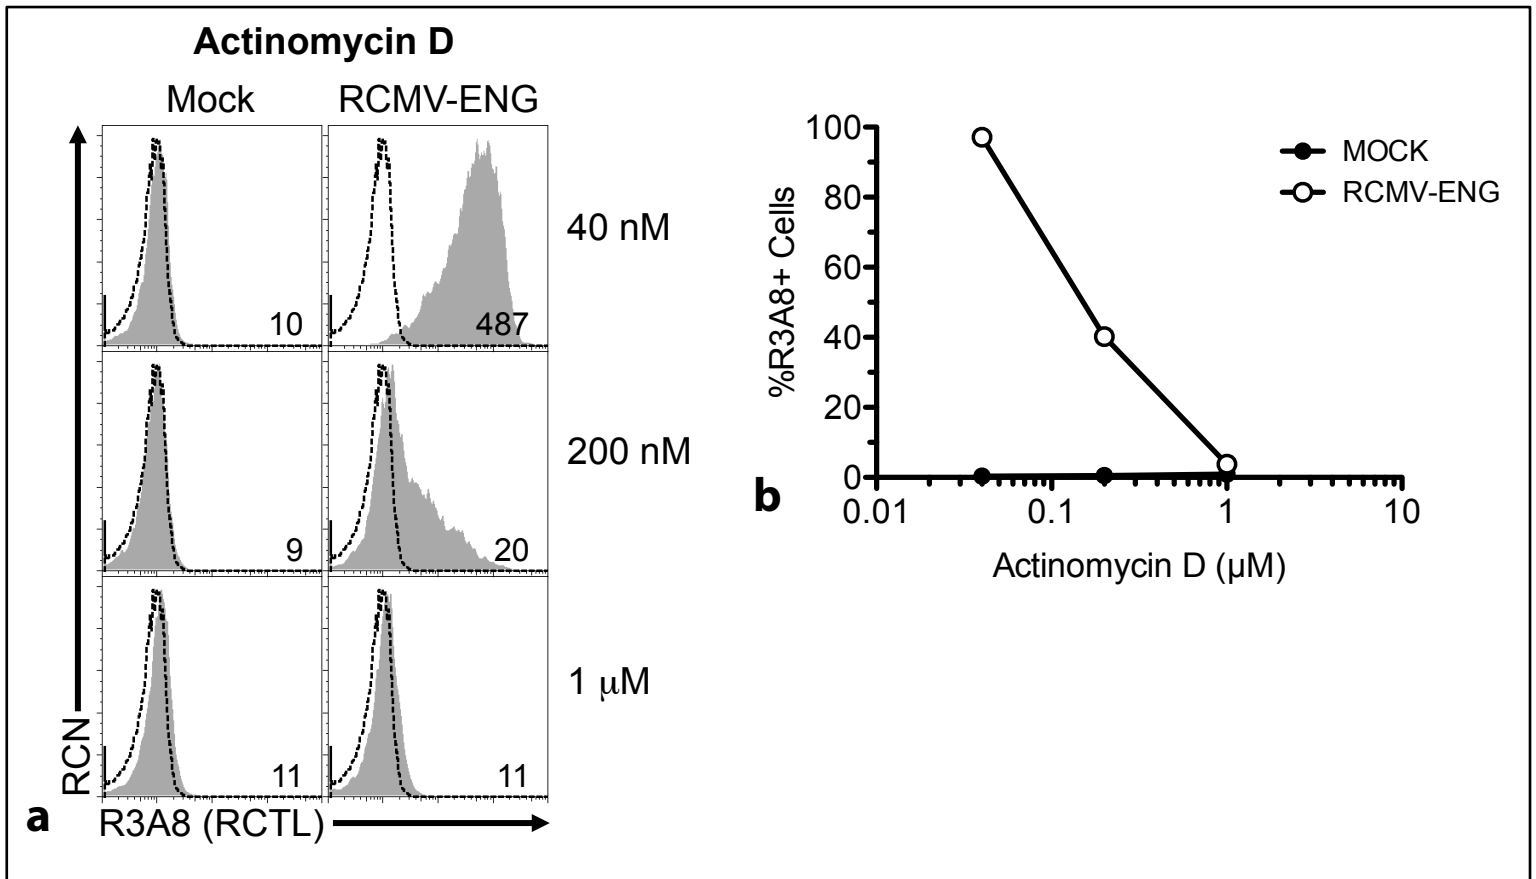 Actinomycin D
Mock RCMV-ENG
10 487 40 nM
9 20 200 nM
11 11 1 μM
RCN
R3A8 (RCTL)
a
100
80
60
40
20
0
%R3A8+ Cells
MOCK
RCMV-ENG
0.01 0.1 1 10
Actinomycin D (µM)
b